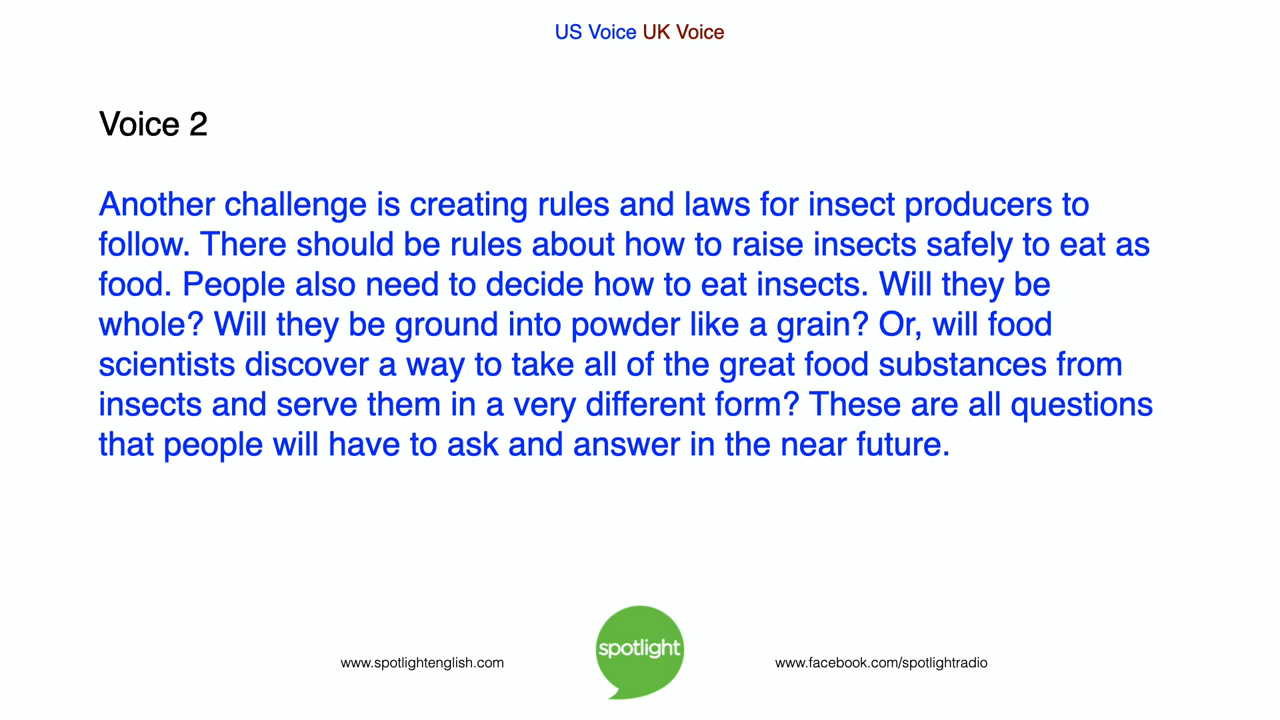 US Voice UK Voice
Voice 2
Another challenge is creating rules and laws for insect producers to
follow. There should be rules about how to raise insects safely to eat as
food. People also need to decide how to eat insects. Will they be
whole? Will they be ground into powder like a grain? Or, will food
scientists discover a way to take all of the great food substances from
insects and serve them in a very different form? These are all questions
that people will have to ask and answer in the near future.
spotlight
www.spotlightenglish.com
www.facebook.com/spotlightradio